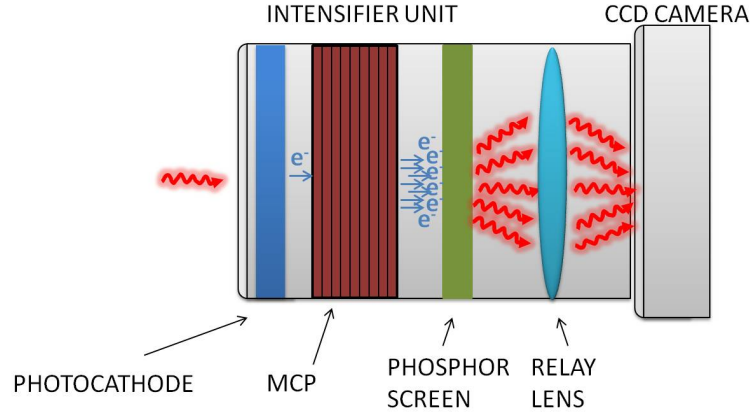 INTENSIFIER UNIT
CCD CAMERA
e-
e-
e-
e-
e-
e-
e-
e-
PHOTOCATHODE
MCP
PHOSPHOR
SCREEN
RELAY
LENS